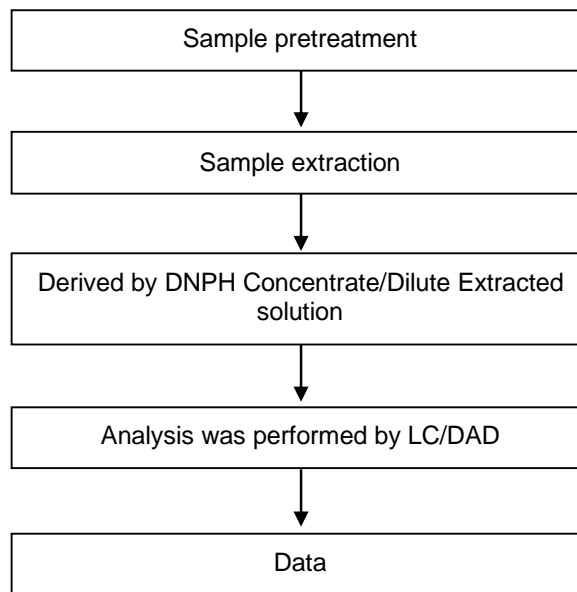 Sample pretreatment
Sample extraction
Derived by DNPH Concentrate/Dilute Extracted
solution
Analysis was performed by LC/DAD
Data